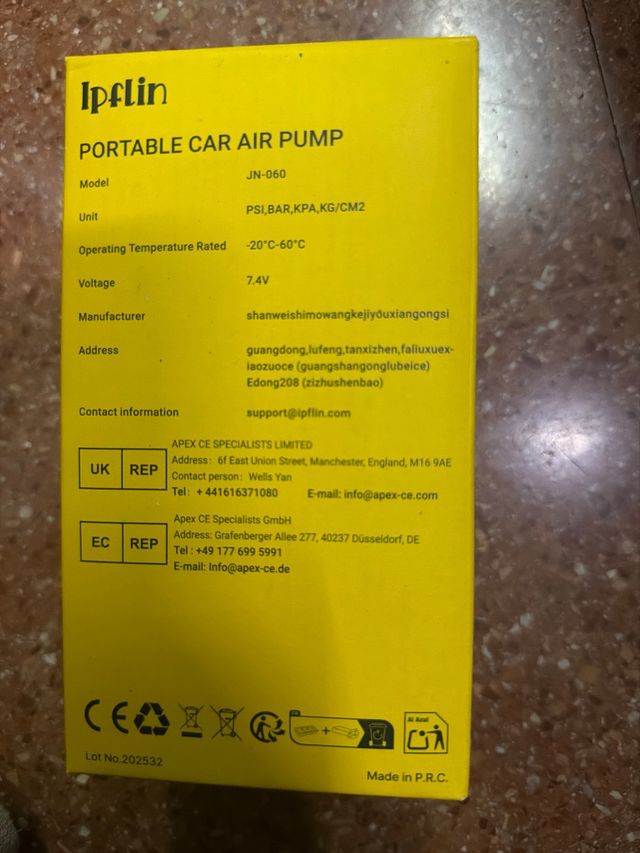 Ipflin
PORTABLE CAR AIR PUMP
Model JN-060
Unit PSI,BAR,KPA,KG/CM2
Operating Temperature Rated -20°C-60°C
Voltage 7.4V
Manufacturer shanweishimowangkejiyouxiangongsi
Address guangdong,lufeng,tanxizhen,faliuxuex-
iaozuoce (guangshangonglubeice)
Edong208 (zizhushenbao)
Contact information support@ipflin.com
UK REP
APEX CE SPECIALISTS LIMITED
Address: 6f East Union Street, Manchester, England, M16 9AE
Contact person: Wells Yan
Tel: + 441616371080 E-mail: info@apex-ce.com
EC REP
Apex CE Specialists GmbH
Address: Grafenberger Allee 277, 40237 Düsseldorf, DE
Tel : +49 177 699 5991
E-mail: Info@apex-ce.de
CE
FR
Al Azul
Lot No.202532
Made in P.R.C.